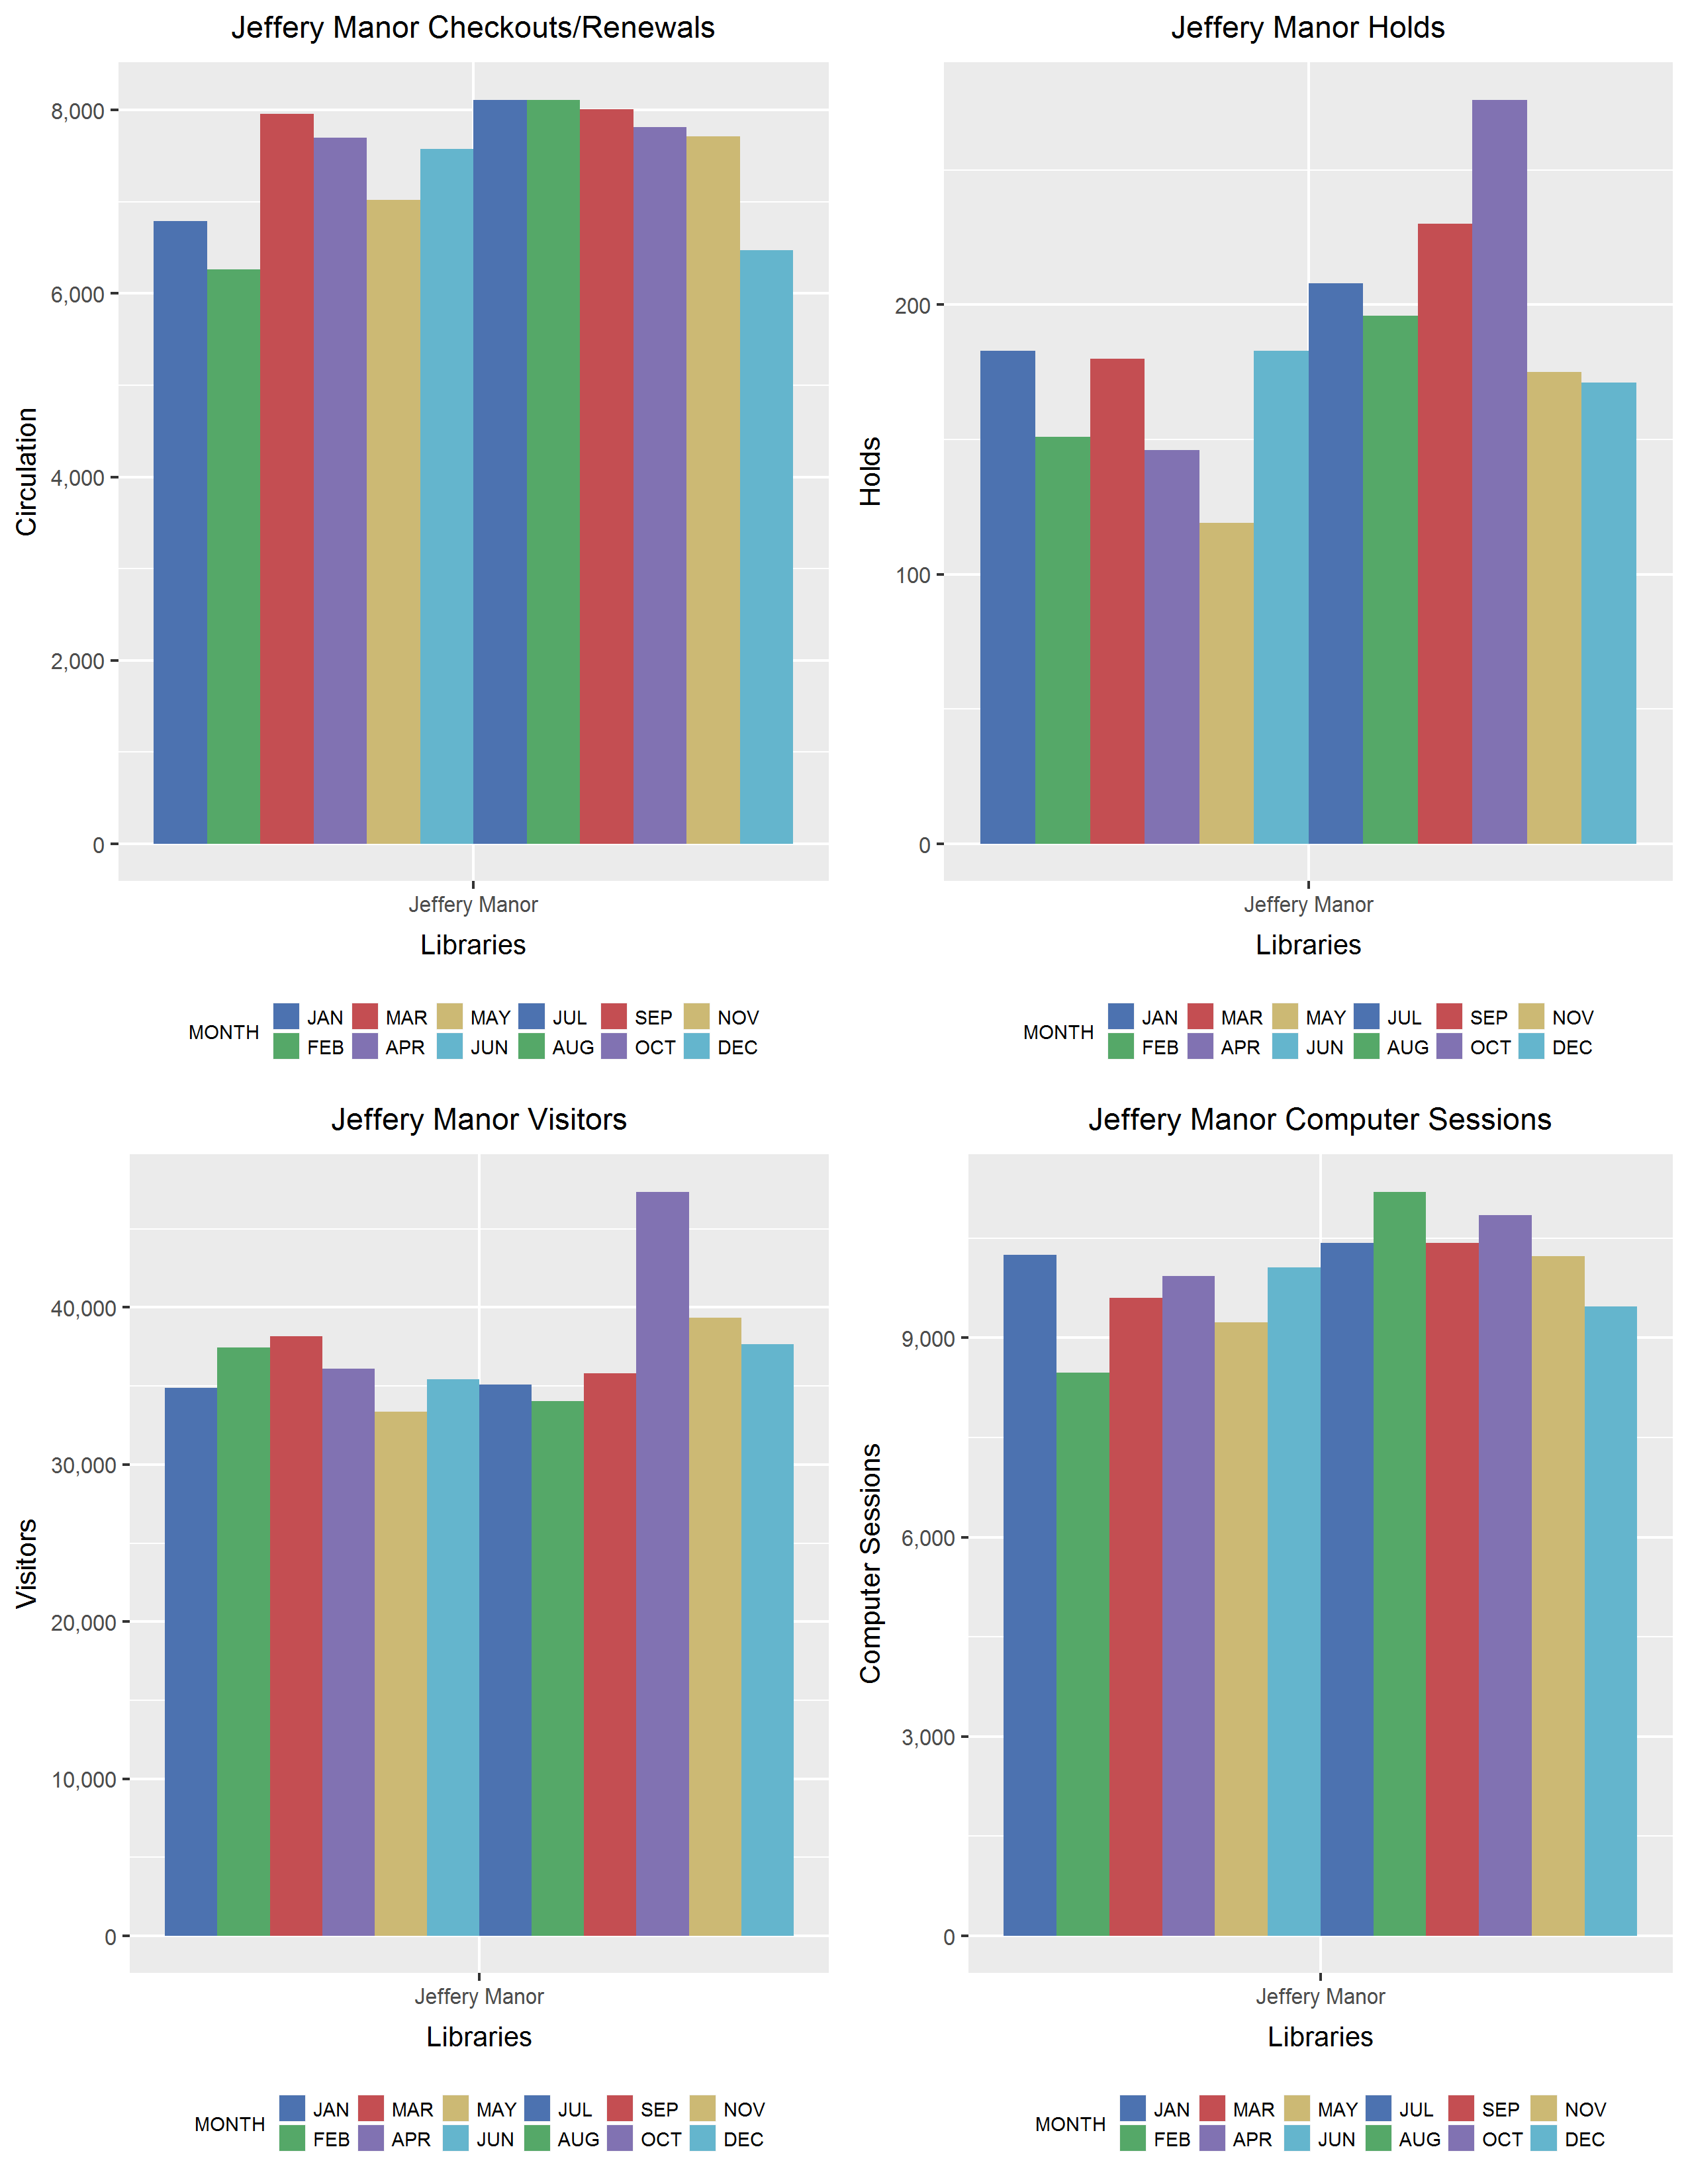 Jeffery Manor Checkouts/Renewals
8,000
6,000
4,000
2,000
0
Circulation
Jeffery Manor
Libraries
MONTH
JAN MAR MAY JUL SEP NOV
FEB APR JUN AUG OCT DEC
Jeffery Manor Holds
200
100
0
Holds
Jeffery Manor
Libraries
MONTH
JAN MAR MAY JUL SEP NOV
FEB APR JUN AUG OCT DEC
Jeffery Manor Visitors
40,000
30,000
20,000
10,000
0
Visitors
Jeffery Manor
Libraries
MONTH
JAN MAR MAY JUL SEP NOV
FEB APR JUN AUG OCT DEC
Jeffery Manor Computer Sessions
9,000
6,000
3,000
0
Computer Sessions
Jeffery Manor
Libraries
MONTH
JAN MAR MAY JUL SEP NOV
FEB APR JUN AUG OCT DEC